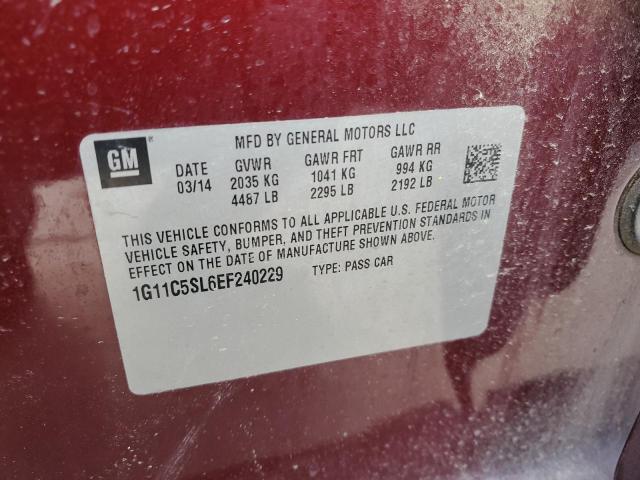 GM
MFD BY GENERAL MOTORS LLC
DATE GVWR GAWR FRT GAWR RR
03/14 2035 KG 1041 KG 994 KG
4487 LB 2295 LB 2192 LB
THIS VEHICLE CONFORMS TO ALL APPLICABLE U.S. FEDERAL MOTOR
VEHICLE SAFETY, BUMPER, AND THEFT PREVENTION STANDARDS IN
EFFECT ON THE DATE OF MANUFACTURE SHOWN ABOVE.
1G11C5SL6EF240229 TYPE: PASS CAR